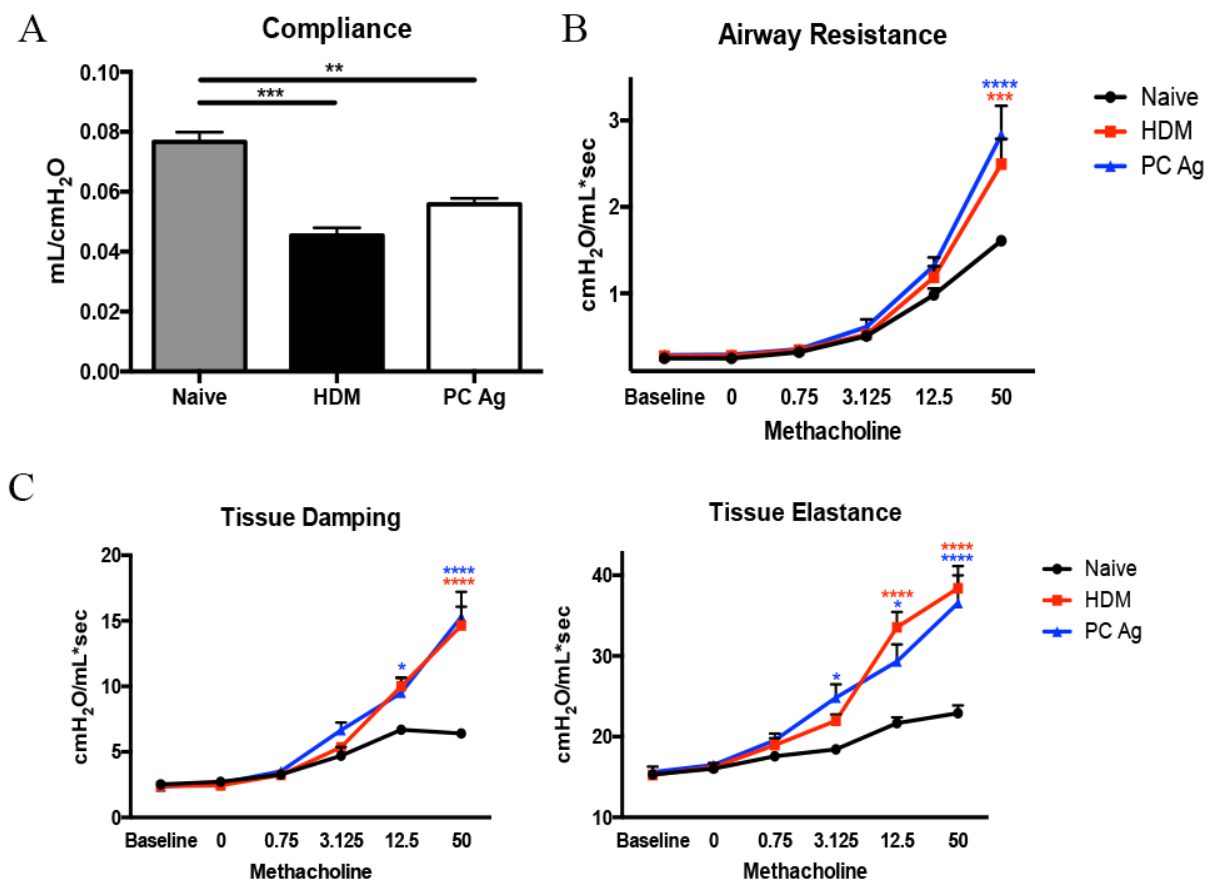 A
Compliance
mL/cmH₂O
0.10
0.08
0.06
0.04
0.02
0.00
**
***
Naive
HDM
PC Ag
B
Airway Resistance
cmH₂O/mL*sec
3
2
1
****
***
Baseline
0
0.75
3.125
12.5
50
Methacholine
Naive
HDM
PC Ag
C
Tissue Damping
cmH₂O/mL*sec
20
15
10
5
0
*
****
****
Baseline
0
0.75
3.125
12.5
50
Methacholine
Tissue Elastance
cmH₂O/mL*sec
40
30
20
10
*
****
*
****
****
Baseline
0
0.75
3.125
12.5
50
Methacholine
Naive
HDM
PC Ag